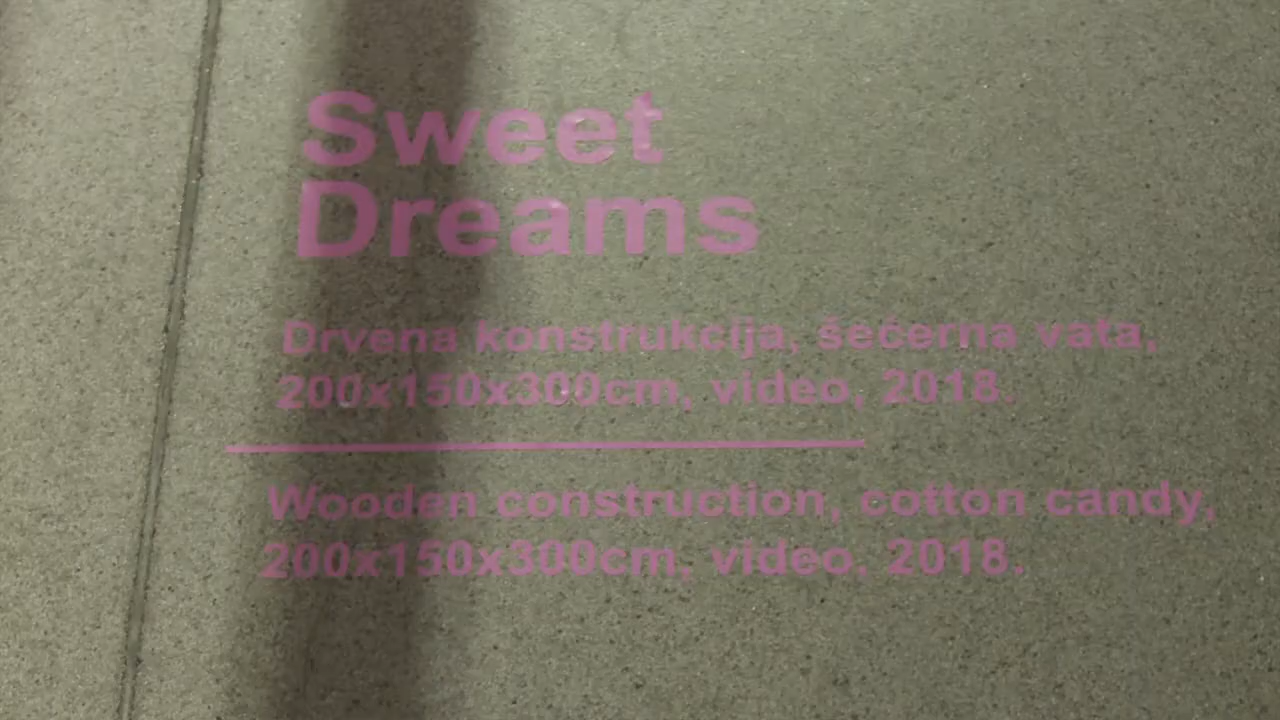 Sweet
Dreams
Drvena konstrukcija, šećerna vata,
200x150x300cm, video, 2018.
Wooden construction, cotton candy,
200x150x300cm, video, 2018.